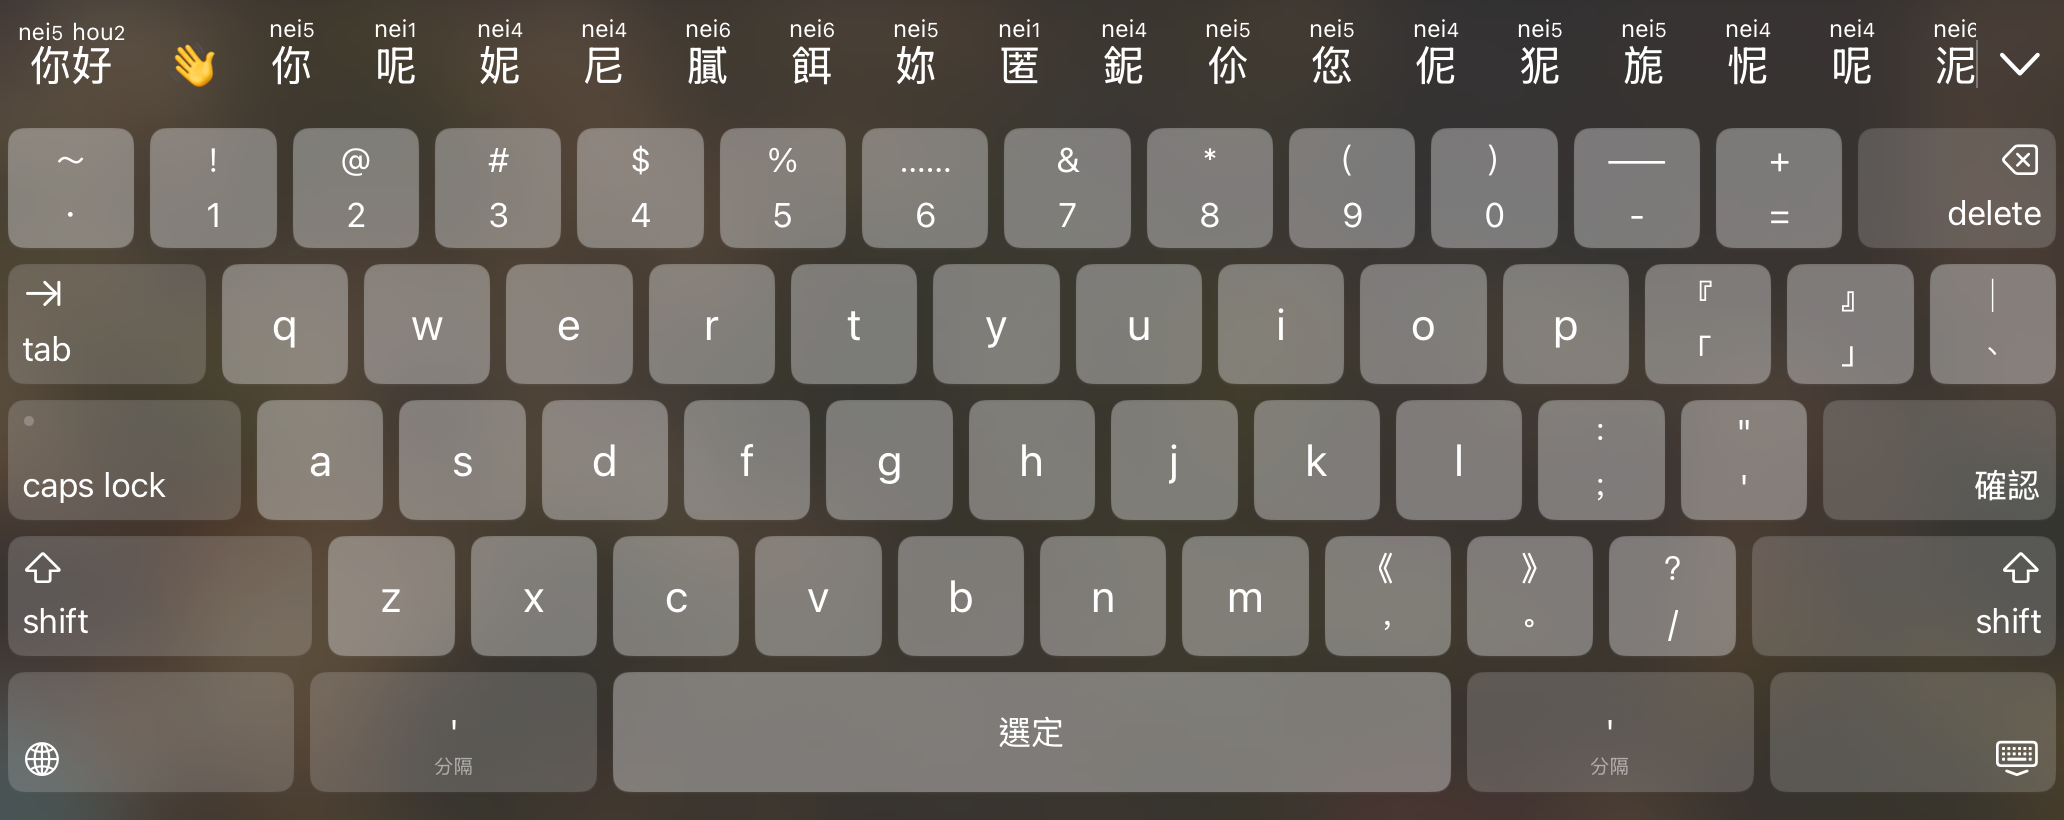 nei5 hou2 nei5 nei1 nei4 nei4 nei6 nei6 nei5 nei1 nei4 nei5 nei5 nei4 nei5 nei5 nei4 nei4 nei6
你好 👋 你 呢 妮 尼 膩 餌 妳 匿 鈮 伱 您 伲 狔 旎 怩 呢 泥
～ ! @ # $ % …… & * ( ) —— +
· 1 2 3 4 5 6 7 8 9 0 - = delete
tab q w e r t y u i o p 『 「 』 」 ｜ 、
caps lock a s d f g h j k l : ; " ' 確認
shift z x c v b n m 《 , 》 。 ? / shift
' 選定 '
分隔 分隔